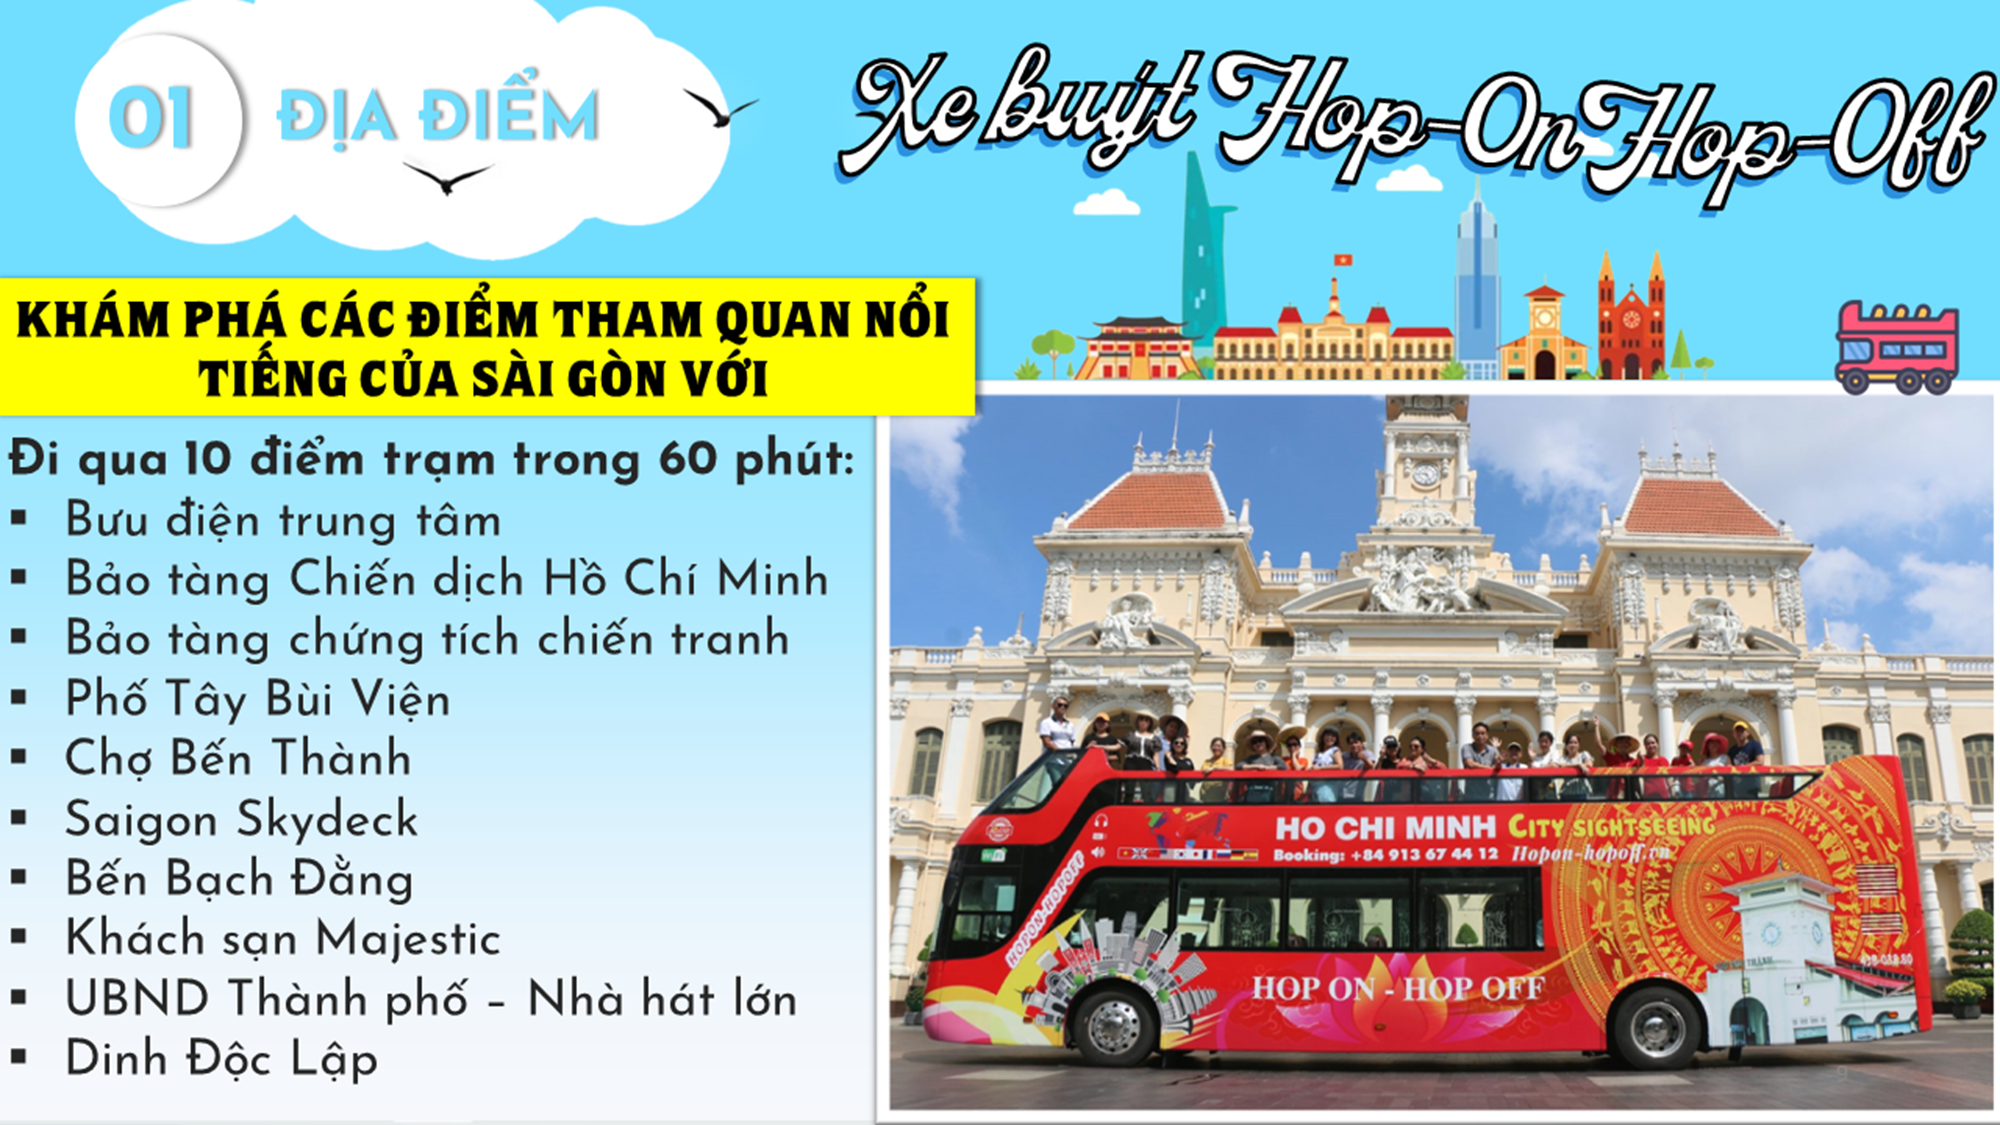 01
ĐỊA ĐIỂM
Xe buýt Hop-On Hop-Off
KHÁM PHÁ CÁC ĐIỂM THAM QUAN NỔI
TIẾNG CỦA SÀI GÒN VỚI
Đi qua 10 điểm trạm trong 60 phút:
▪ Bưu điện trung tâm
▪ Bảo tàng Chiến dịch Hồ Chí Minh
▪ Bảo tàng chứng tích chiến tranh
▪ Phố Tây Bùi Viện
▪ Chợ Bến Thành
▪ Saigon Skydeck
▪ Bến Bạch Đằng
▪ Khách sạn Majestic
▪ UBND Thành phố – Nhà hát lớn
▪ Dinh Độc Lập
HO CHI MINH CITY SIGHTSEEING
Booking: +84 913 67 44 12 Hopon-hopoff.vn
HOPON-HOPOFF
HOP ON - HOP OFF